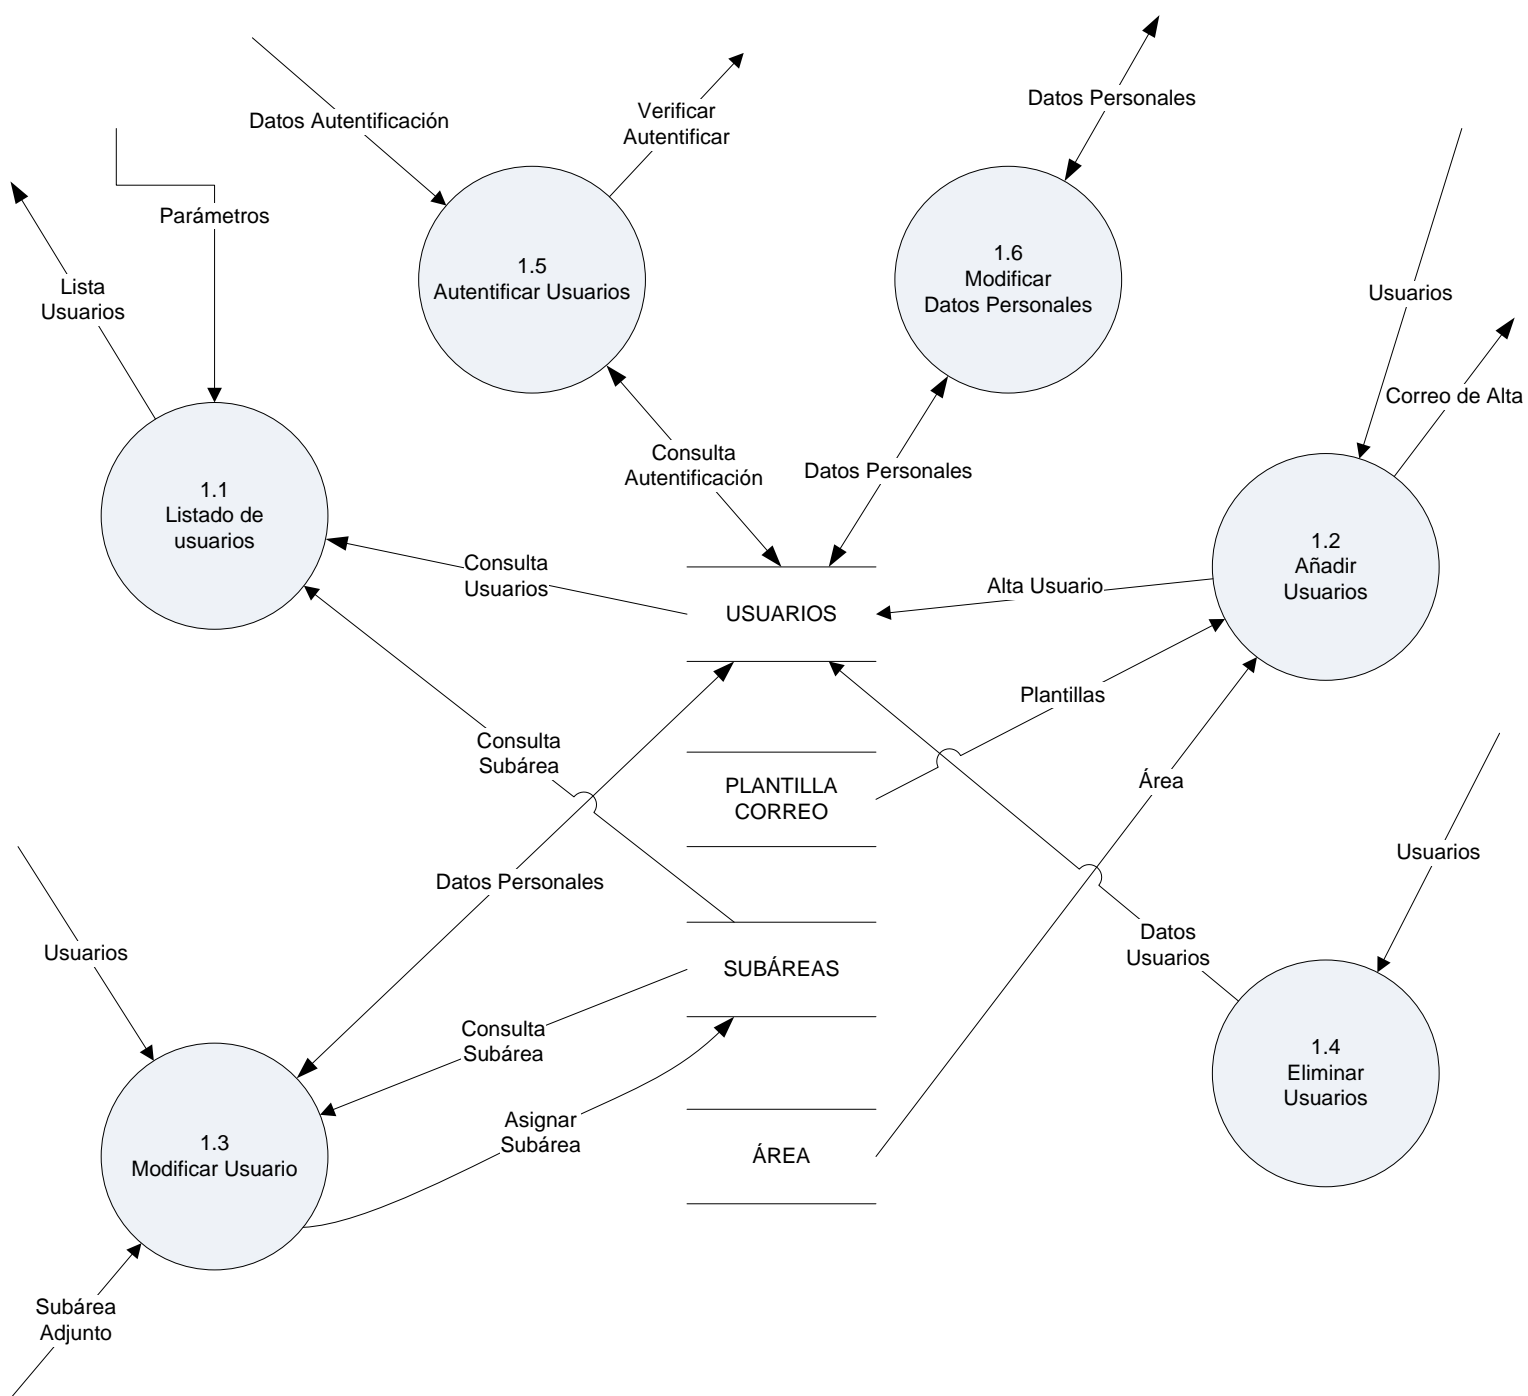 Datos Personales
Verificar
Autentificar
Datos Autentificación
Parámetros
1.5
Autentificar Usuarios
1.6
Modificar
Datos Personales
Lista
Usuarios
Usuarios
Correo de Alta
Consulta
Autentificación
Datos Personales
1.1
Listado de
usuarios
1.2
Añadir
Usuarios
Consulta
Usuarios
Alta Usuario
USUARIOS
Plantillas
Consulta
Subárea
PLANTILLA
CORREO
Área
Usuarios
Datos Personales
Datos
Usuarios
Usuarios
SUBÁREAS
Consulta
Subárea
1.4
Eliminar
Usuarios
Asignar
Subárea
1.3
Modificar Usuario
ÁREA
Subárea
Adjunto